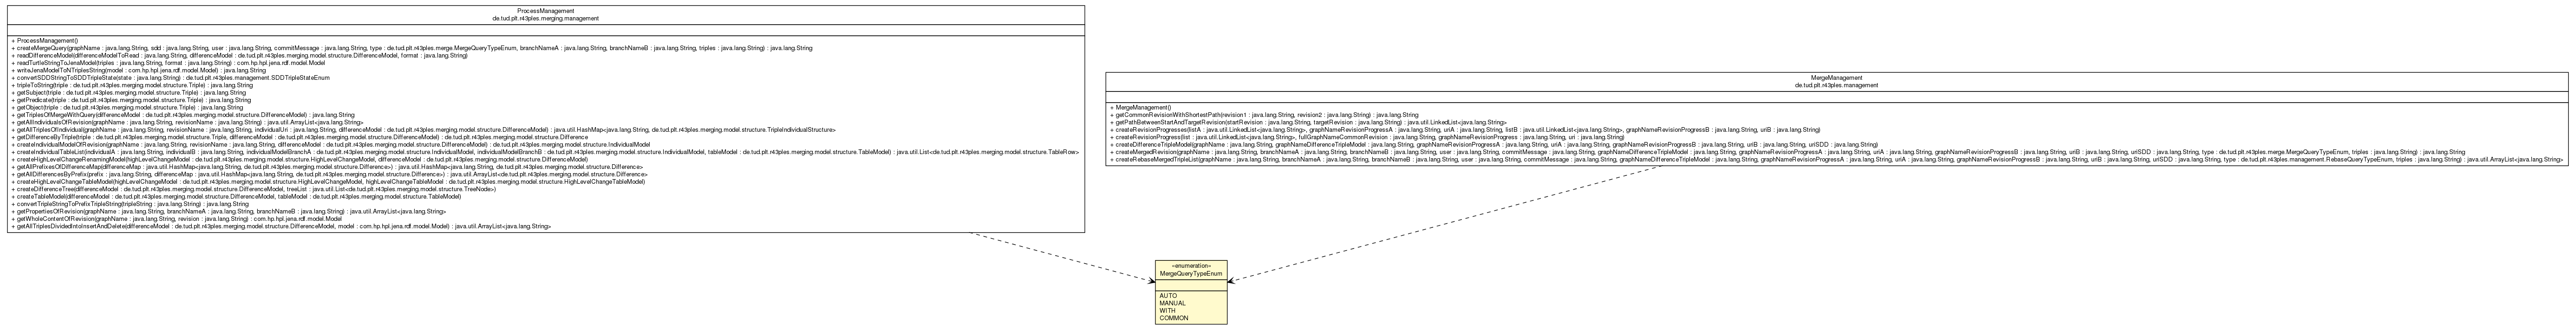 ProcessManagement
de.tud.plt.r43ples.merging.management
+ ProcessManagement()
+ createMergeQuery(graphName : java.lang.String, sdd : java.lang.String, user : java.lang.String, commitMessage : java.lang.String, type : de.tud.plt.r43ples.merge.MergeQueryTypeEnum, branchNameA : java.lang.String, branchNameB : java.lang.String, triples : java.lang.String) : java.lang.String
+ readDifferenceModel(differenceModelToRead : java.lang.String, differenceModel : de.tud.plt.r43ples.merging.model.structure.DifferenceModel, format : java.lang.String)
+ readTurtleStringToJenaModel(triples : java.lang.String, format : java.lang.String) : com.hp.hpl.jena.rdf.model.Model
+ writeJenaModelToNTriplesString(model : com.hp.hpl.jena.rdf.model.Model) : java.lang.String
+ convertSDDStringToSDDTripleState(state : java.lang.String) : de.tud.plt.r43ples.management.SDDTripleStateEnum
+ tripleToString(triple : de.tud.plt.r43ples.merging.model.structure.Triple) : java.lang.String
+ getSubject(triple : de.tud.plt.r43ples.merging.model.structure.Triple) : java.lang.String
+ getPredicate(triple : de.tud.plt.r43ples.merging.model.structure.Triple) : java.lang.String
+ getObject(triple : de.tud.plt.r43ples.merging.model.structure.Triple) : java.lang.String
+ getTriplesOfMergeWithQuery(differenceModel : de.tud.plt.r43ples.merging.model.structure.DifferenceModel) : java.lang.String
+ getAllIndividualsOfRevision(graphName : java.lang.String, revisionName : java.lang.String) : java.util.ArrayList<java.lang.String>
+ getAllTriplesOfIndividual(graphName : java.lang.String, revisionName : java.lang.String, individualUri : java.lang.String, differenceModel : de.tud.plt.r43ples.merging.model.structure.DifferenceModel) : java.util.HashMap<java.lang.String, de.tud.plt.r43ples.merging.model.structure.TripleIndividualStructure>
+ getDifferenceByTriple(triple : de.tud.plt.r43ples.merging.model.structure.Triple, differenceModel : de.tud.plt.r43ples.merging.model.structure.DifferenceModel) : de.tud.plt.r43ples.merging.model.structure.Difference
+ createIndividualModelOfRevision(graphName : java.lang.String, revisionName : java.lang.String, differenceModel : de.tud.plt.r43ples.merging.model.structure.DifferenceModel) : de.tud.plt.r43ples.merging.model.structure.IndividualModel
+ createIndividualTableList(individualA : java.lang.String, individualB : java.lang.String, individualModelBranchA : de.tud.plt.r43ples.merging.model.structure.IndividualModel, individualModelBranchB : de.tud.plt.r43ples.merging.model.structure.IndividualModel, tableModel : de.tud.plt.r43ples.merging.model.structure.TableModel) : java.util.List<de.tud.plt.r43ples.merging.model.structure.TableRow>
+ createHighLevelChangeRenamingModel(highLevelChangeModel : de.tud.plt.r43ples.merging.model.structure.HighLevelChangeModel, differenceModel : de.tud.plt.r43ples.merging.model.structure.DifferenceModel)
+ getAllPrefixesOfDifferenceMap(differenceMap : java.util.HashMap<java.lang.String, de.tud.plt.r43ples.merging.model.structure.Difference>) : java.util.HashMap<java.lang.String, de.tud.plt.r43ples.merging.model.structure.Difference>
+ getAllDifferencesByPrefix(prefix : java.lang.String, differenceMap : java.util.HashMap<java.lang.String, de.tud.plt.r43ples.merging.model.structure.Difference>) : java.util.ArrayList<de.tud.plt.r43ples.merging.model.structure.Difference>
+ createHighLevelChangeTableModel(highLevelChangeModel : de.tud.plt.r43ples.merging.model.structure.HighLevelChangeModel, highLevelChangeTableModel : de.tud.plt.r43ples.merging.model.structure.HighLevelChangeTableModel)
+ createDifferenceTree(differenceModel : de.tud.plt.r43ples.merging.model.structure.DifferenceModel, treeList : java.util.List<de.tud.plt.r43ples.merging.model.structure.TreeNode>)
+ createTableModel(differenceModel : de.tud.plt.r43ples.merging.model.structure.DifferenceModel, tableModel : de.tud.plt.r43ples.merging.model.structure.TableModel)
+ convertTripleStringToPrefixTripleString(tripleString : java.lang.String) : java.lang.String
+ getPropertiesOfRevision(graphName : java.lang.String, branchNameA : java.lang.String, branchNameB : java.lang.String) : java.util.ArrayList<java.lang.String>
+ getWholeContentOfRevision(graphName : java.lang.String, revision : java.lang.String) : com.hp.hpl.jena.rdf.model.Model
+ getAllTriplesDividedIntoInsertAndDelete(differenceModel : de.tud.plt.r43ples.merging.model.structure.DifferenceModel, model : com.hp.hpl.jena.rdf.model.Model) : java.util.ArrayList<java.lang.String>
MergeManagement
de.tud.plt.r43ples.management
+ MergeManagement()
+ getCommonRevisionWithShortestPath(revision1 : java.lang.String, revision2 : java.lang.String) : java.lang.String
+ getPathBetweenStartAndTargetRevision(startRevision : java.lang.String, targetRevision : java.lang.String) : java.util.LinkedList<java.lang.String>
+ createRevisionProgresses(listA : java.util.LinkedList<java.lang.String>, graphNameRevisionProgressA : java.lang.String, uriA : java.lang.String, listB : java.util.LinkedList<java.lang.String>, graphNameRevisionProgressB : java.lang.String, uriB : java.lang.String)
+ createRevisionProgress(list : java.util.LinkedList<java.lang.String>, fullGraphNameCommonRevision : java.lang.String, graphNameRevisionProgress : java.lang.String, uri : java.lang.String)
+ createDifferenceTripleModel(graphName : java.lang.String, graphNameDifferenceTripleModel : java.lang.String, graphNameRevisionProgressA : java.lang.String, uriA : java.lang.String, graphNameRevisionProgressB : java.lang.String, uriB : java.lang.String, uriSDD : java.lang.String)
+ createMergedRevision(graphName : java.lang.String, branchNameA : java.lang.String, branchNameB : java.lang.String, user : java.lang.String, commitMessage : java.lang.String, graphNameDifferenceTripleModel : java.lang.String, graphNameRevisionProgressA : java.lang.String, uriA : java.lang.String, graphNameRevisionProgressB : java.lang.String, uriB : java.lang.String, uriSDD : java.lang.String, type : de.tud.plt.r43ples.merge.MergeQueryTypeEnum, triples : java.lang.String) : java.lang.String
+ createRebaseMergedTripleList(graphName : java.lang.String, branchNameA : java.lang.String, branchNameB : java.lang.String, user : java.lang.String, commitMessage : java.lang.String, graphNameDifferenceTripleModel : java.lang.String, graphNameRevisionProgressA : java.lang.String, uriA : java.lang.String, graphNameRevisionProgressB : java.lang.String, uriB : java.lang.String, uriSDD : java.lang.String, type : de.tud.plt.r43ples.management.RebaseQueryTypeEnum, triples : java.lang.String) : java.util.ArrayList<java.lang.String>
«enumeration»
MergeQueryTypeEnum
AUTO
MANUAL
WITH
COMMON